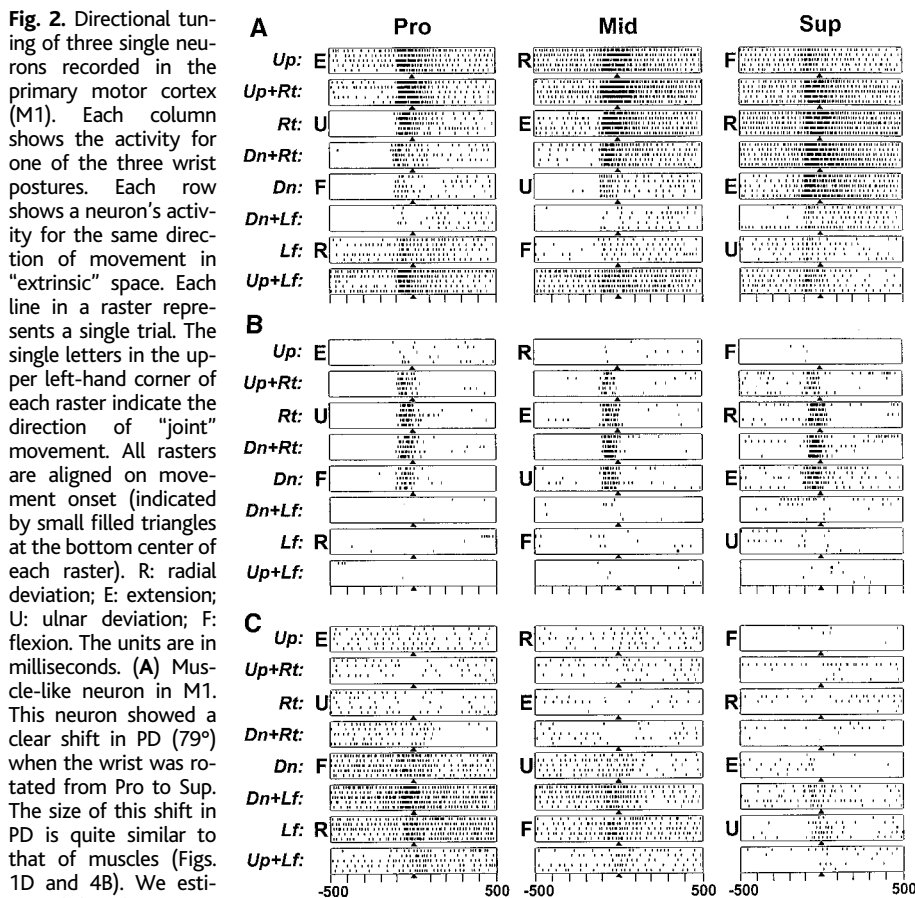 Fig. 2. Directional tun-
ing of three single neu-
rons recorded in the
primary motor cortex
(M1). Each column
shows the activity for
one of the three wrist
postures. Each row
shows a neuron's activ-
ity for the same direc-
tion of movement in
"extrinsic" space. Each
line in a raster repre-
sents a single trial. The
single letters in the up-
per left-hand corner of
each raster indicate the
direction of "joint"
movement. All rasters
are aligned on move-
ment onset (indicated
by small filled triangles
at the bottom center of
each raster). R: radial
deviation; E: extension;
U: ulnar deviation; F:
flexion. The units are in
milliseconds. (A) Mus-
cle-like neuron in M1.
This neuron showed a
clear shift in PD (79°)
when the wrist was ro-
tated from Pro to Sup.
The size of this shift in
PD is quite similar to
that of muscles (Figs.
1D and 4B). We esti-
A Pro Mid Sup
Up: E R F
Up+Rt:
Rt: U E R
Dn+Rt:
Dn: F U E
Dn+Lf:
Lf: R F U
Up+Lf:
B
Up: E R F
Up+Rt:
Rt: U E R
Dn+Rt:
Dn: F U E
Dn+Lf:
Lf: R F U
Up+Lf:
C
Up: E R F
Up+Rt:
Rt: U E R
Dn+Rt:
Dn: F U E
Dn+Lf:
Lf: R F U
Up+Lf:
-500 500 -500 500 -500 500